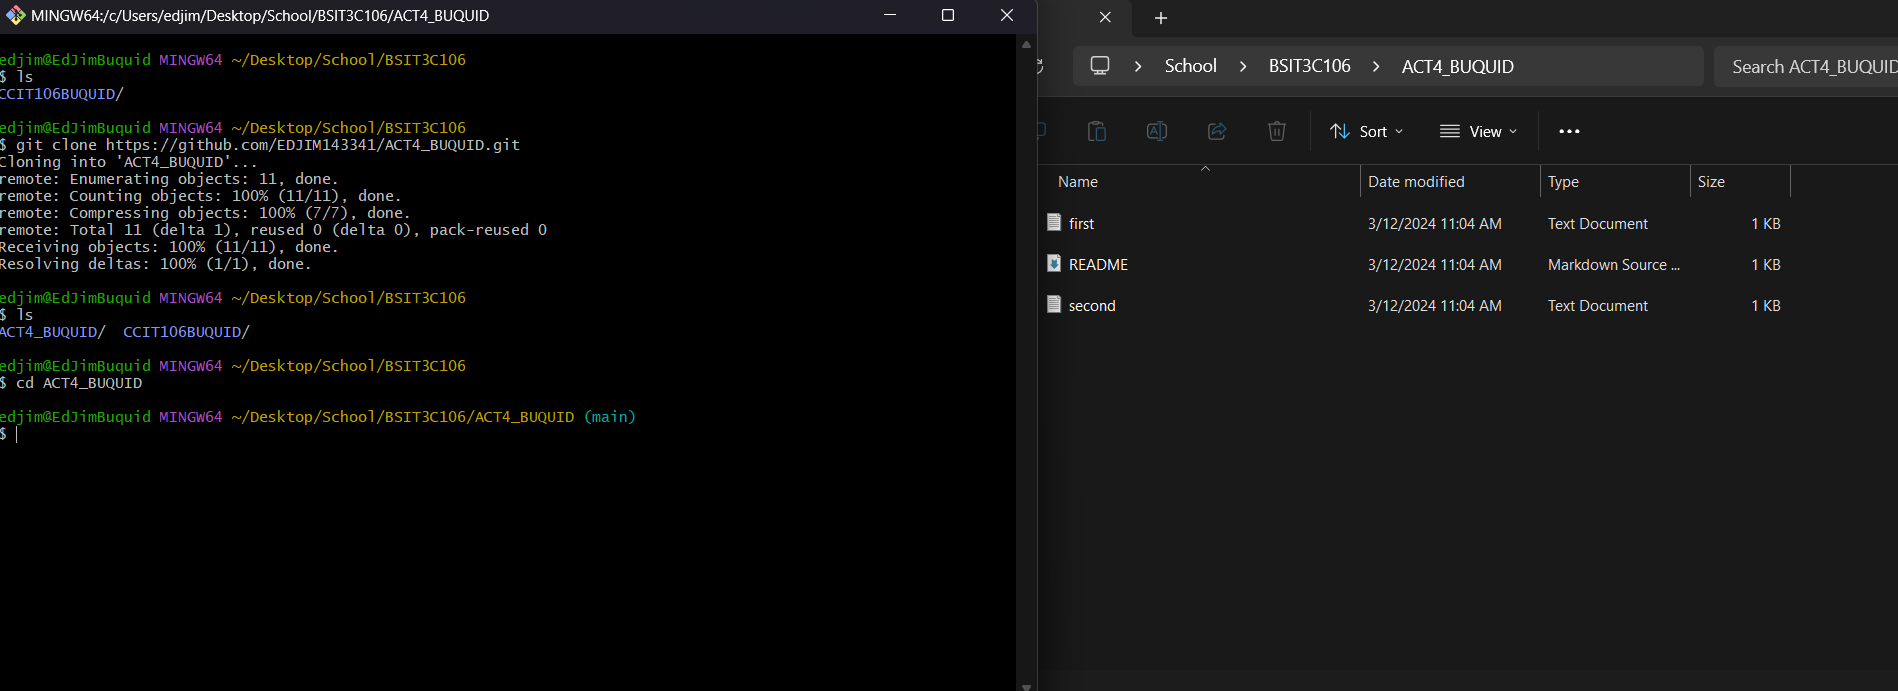 MINGW64:/c/Users/edjim/Desktop/School/BSIT3C106/ACT4_BUQUID
edjim@EdJimBuquid MINGW64 ~/Desktop/School/BSIT3C106
$ ls
CCIT106BUQUID/
edjim@EdJimBuquid MINGW64 ~/Desktop/School/BSIT3C106
$ git clone https://github.com/EDJIM143341/ACT4_BUQUID.git
Cloning into 'ACT4_BUQUID'...
remote: Enumerating objects: 11, done.
remote: Counting objects: 100% (11/11), done.
remote: Compressing objects: 100% (7/7), done.
remote: Total 11 (delta 1), reused 0 (delta 0), pack-reused 0
Receiving objects: 100% (11/11), done.
Resolving deltas: 100% (1/1), done.
edjim@EdJimBuquid MINGW64 ~/Desktop/School/BSIT3C106
$ ls
ACT4_BUQUID/  CCIT106BUQUID/
edjim@EdJimBuquid MINGW64 ~/Desktop/School/BSIT3C106
$ cd ACT4_BUQUID
edjim@EdJimBuquid MINGW64 ~/Desktop/School/BSIT3C106/ACT4_BUQUID (main)
$
School > BSIT3C106 > ACT4_BUQUID
Search ACT4_BUQUID
Sort View
Name Date modified Type Size
first 3/12/2024 11:04 AM Text Document 1 KB
README 3/12/2024 11:04 AM Markdown Source ... 1 KB
second 3/12/2024 11:04 AM Text Document 1 KB